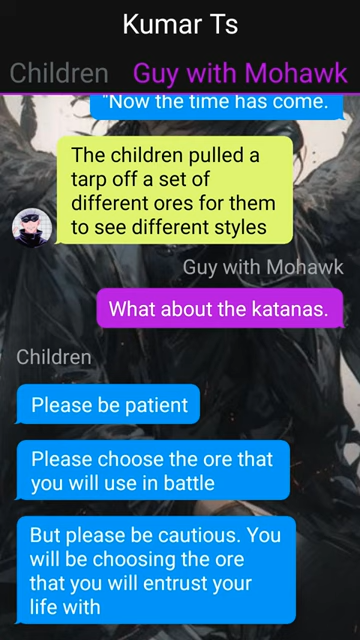 Kumar Ts
Children Guy with Mohawk
"Now the time has come.
The children pulled a
tarp off a set of
different ores for them
to see different styles
Guy with Mohawk
What about the katanas.
Children
Please be patient
Please choose the ore that
you will use in battle
But please be cautious. You
will be choosing the ore
that you will entrust your
life with